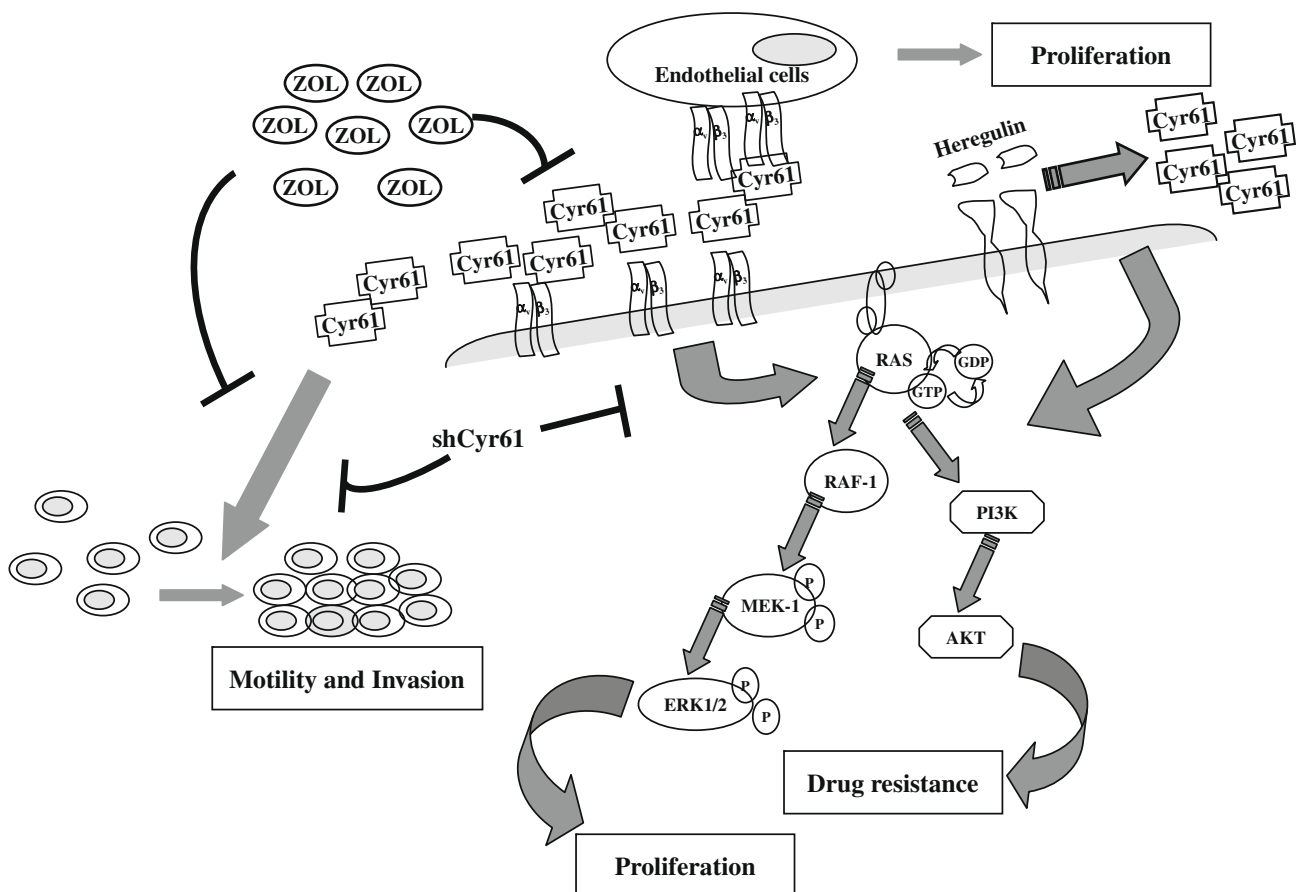 ZOL
ZOL
ZOL
ZOL
ZOL
ZOL
ZOL
Endothelial cells
Proliferation
αv β3
αv β3
Heregulin
Cyr61
Cyr61
Cyr61
Cyr61
Cyr61
Cyr61
Cyr61
Cyr61
Cyr61
Cyr61
Cyr61
Cyr61
αv β3
αv β3
αv β3
RAS
GDP
GTP
shCyr61
RAF-1
PI3K
MEK-1
P
P
AKT
Motility and Invasion
ERK1/2
P
P
Drug resistance
Proliferation